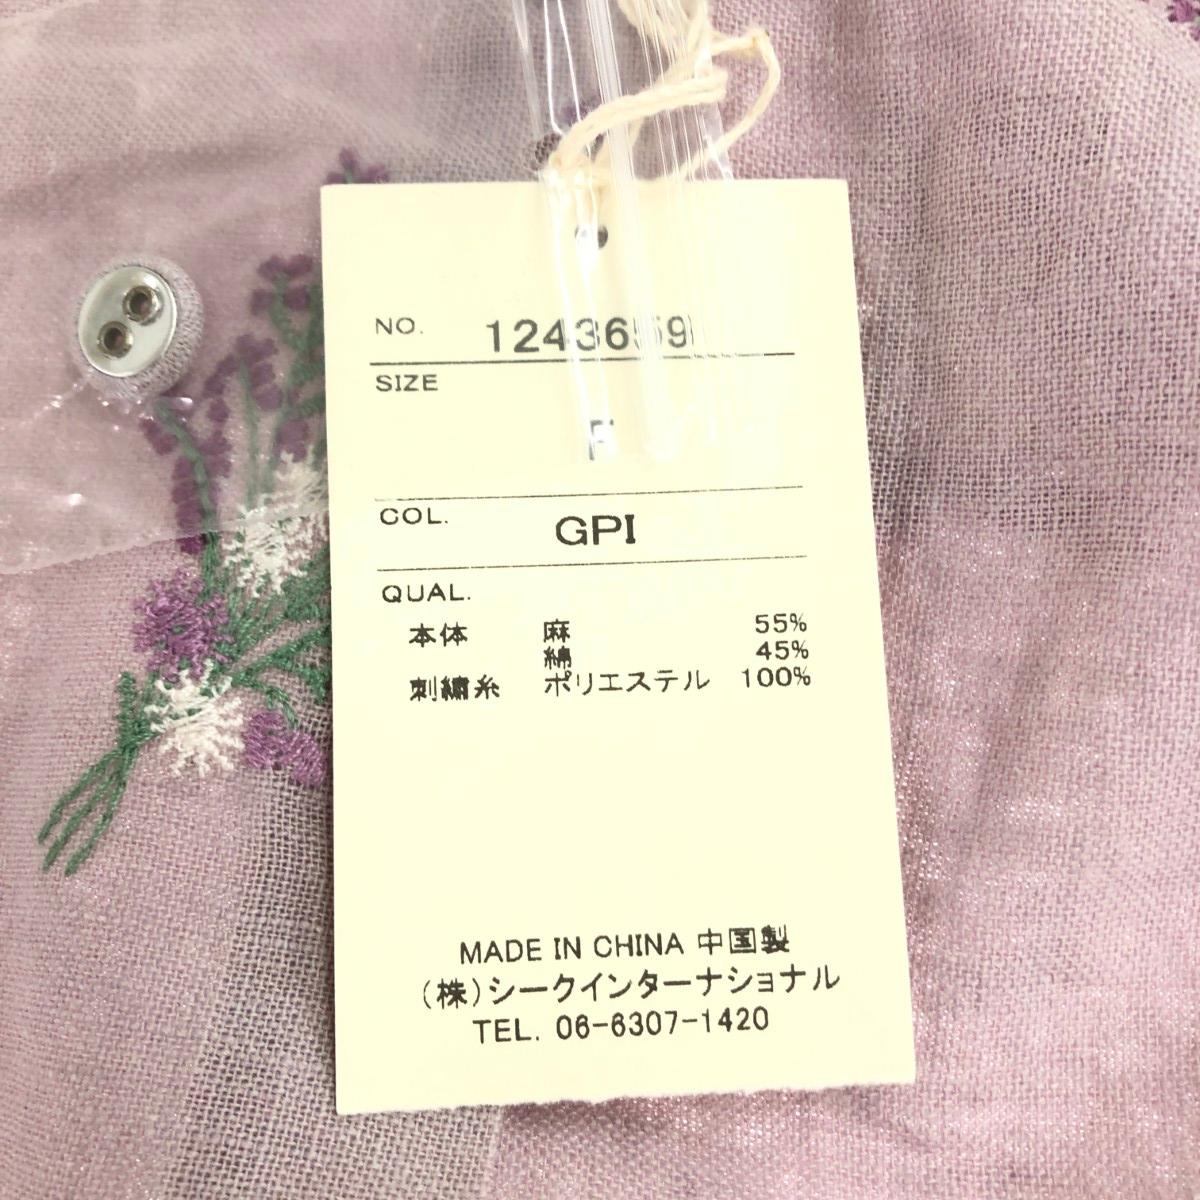 NO. 1243659
SIZE
F
COL. GPI
QUAL.
本体 麻 55%
綿 45%
刺繍糸 ポリエステル 100%
MADE IN CHINA 中国製
(株)シークインターナショナル
TEL. 06-6307-1420